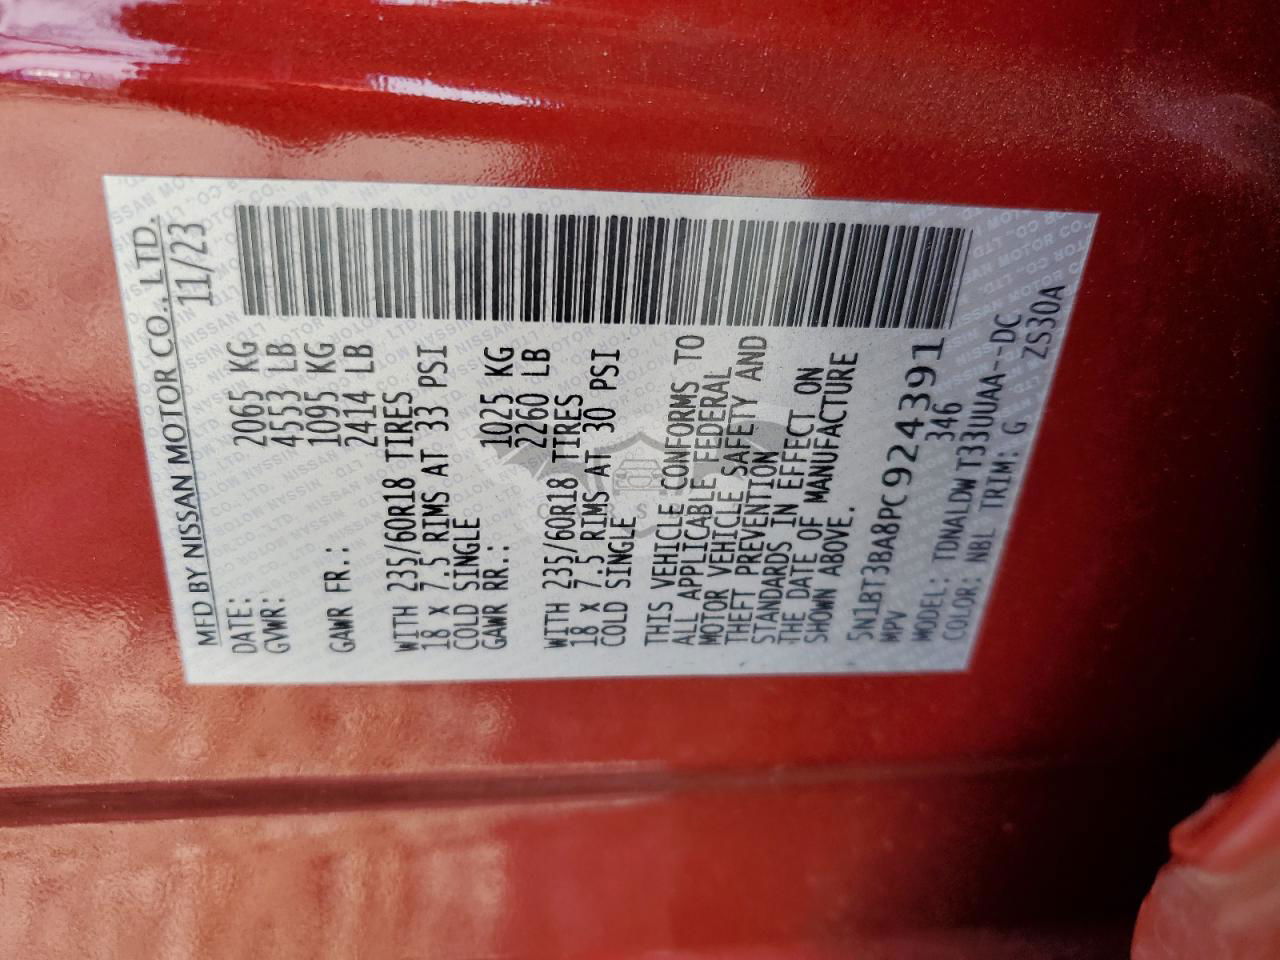 MFD BY NISSAN MOTOR CO., LTD.
DATE: 11/23
GVWR: 2065 KG
4553 LB
GAWR FR.: 1095 KG
2414 LB
WITH 235/60R18 TIRES
18 X 7.5 RIMS AT 33 PSI
COLD SINGLE
GAWR RR.: 1025 KG
2260 LB
WITH 235/60R18 TIRES
18 X 7.5 RIMS AT 30 PSI
COLD SINGLE
THIS VEHICLE CONFORMS TO
ALL APPLICABLE FEDERAL
MOTOR VEHICLE SAFETY AND
THEFT PREVENTION
STANDARDS IN EFFECT ON
THE DATE OF MANUFACTURE
SHOWN ABOVE.
5N1BT3BA8PC924391
MPV 346
MODEL: TDNALDWT33UUAA--DC
COLOR: NBL TRIM: G ZS30A